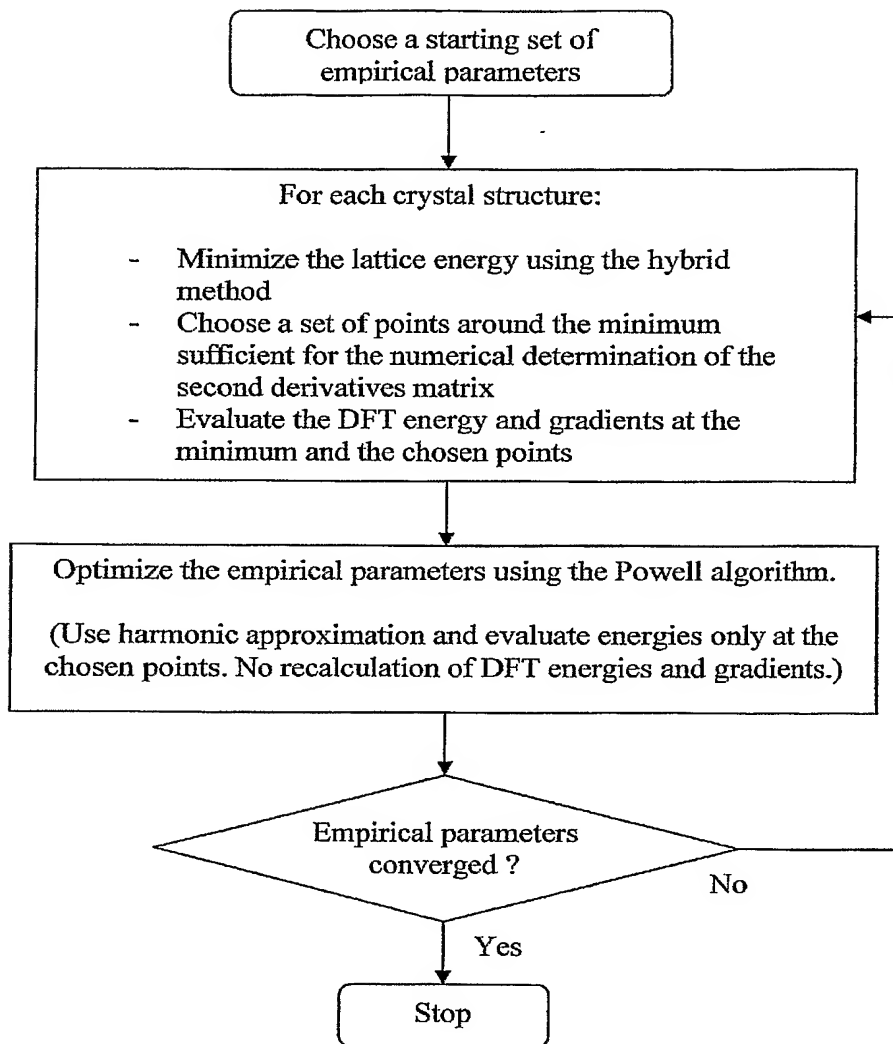 Choose a starting set of
empirical parameters
For each crystal structure:
- Minimize the lattice energy using the hybrid
method
- Choose a set of points around the minimum
sufficient for the numerical determination of the
second derivatives matrix
- Evaluate the DFT energy and gradients at the
minimum and the chosen points
Optimize the empirical parameters using the Powell algorithm.
(Use harmonic approximation and evaluate energies only at the
chosen points. No recalculation of DFT energies and gradients.)
Empirical parameters
converged ?
No
Yes
Stop